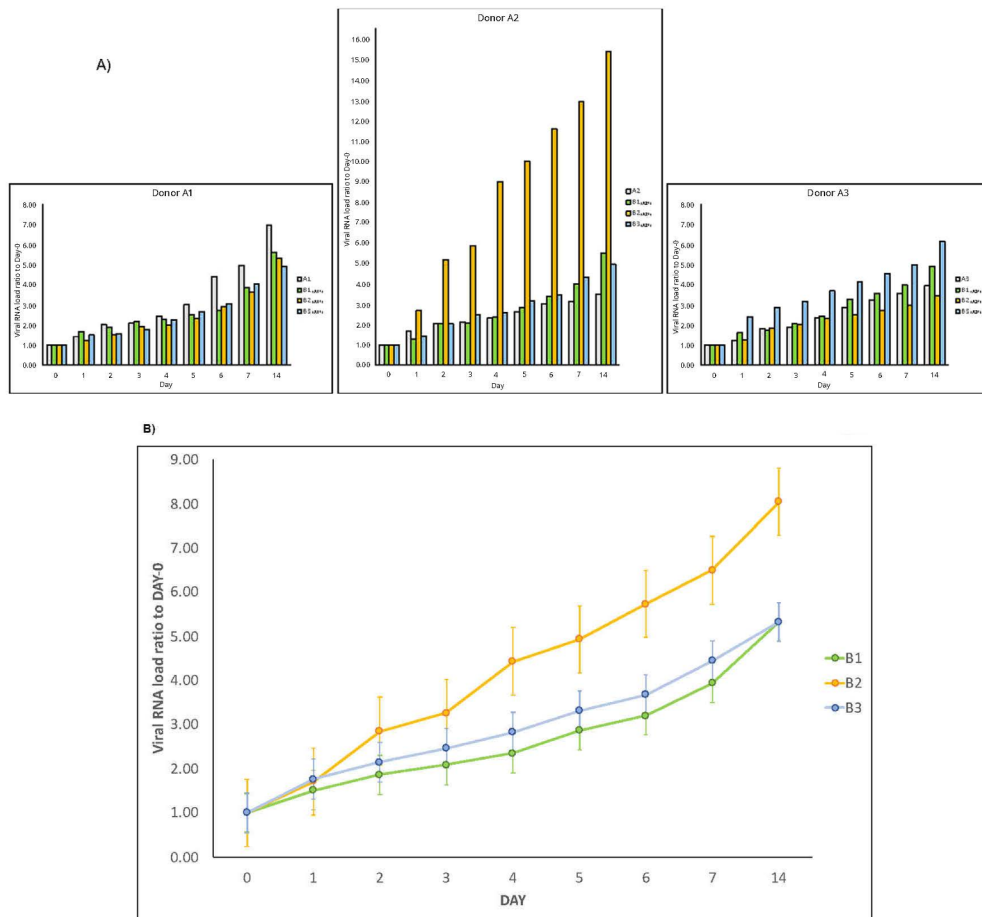 A)
Donor A1
Viral RNA load ratio to Day-0
8.00
7.00
6.00
5.00
4.00
3.00
2.00
1.00
0.00
0 1 2 3 4 5 6 7 14
Day
A1
Donor A2
Viral RNA load ratio to Day-0
16.00
15.00
14.00
13.00
12.00
11.00
10.00
9.00
8.00
7.00
6.00
5.00
4.00
3.00
2.00
1.00
0.00
0 1 2 3 4 5 6 7 14
Day
A2
B1
B2
B3
Donor A3
Viral RNA load ratio to Day-0
8.00
7.00
6.00
5.00
4.00
3.00
2.00
1.00
0.00
0 1 2 3 4 5 6 7 14
Day
A3
B)
Viral RNA load ratio to DAY-0
9.00
8.00
7.00
6.00
5.00
4.00
3.00
2.00
1.00
0.00
0 1 2 3 4 5 6 7 14
DAY
B1
B2
B3